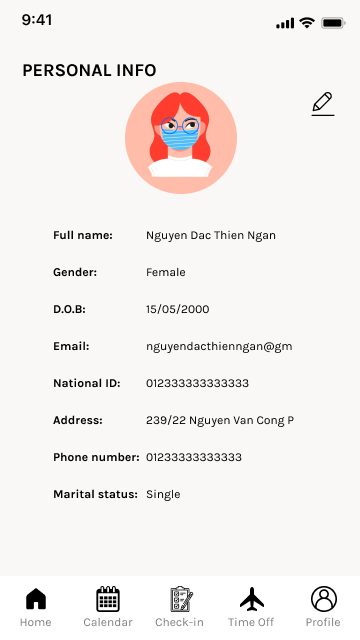 9:41
PERSONAL INFO
Full name: Nguyen Dac Thien Ngan
Gender: Female
D.O.B: 15/05/2000
Email: nguyendacthienngan@gm
National ID: 012333333333333
Address: 239/22 Nguyen Van Cong P
Phone number: 01233333333333
Marital status: Single
Home Calendar Check-in Time Off Profile